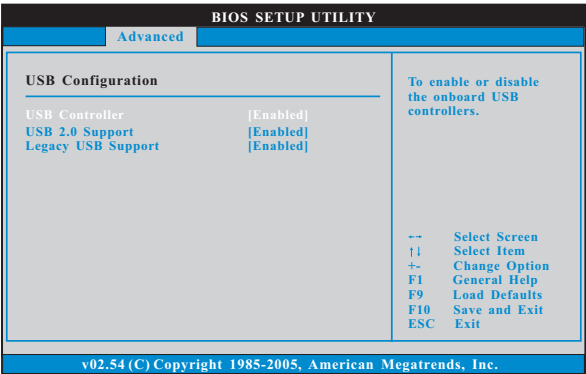 BIOS SETUP UTILITY
Advanced
USB Configuration
USB Controller [Enabled]
USB 2.0 Support [Enabled]
Legacy USB Support [Enabled]
To enable or disable
the onboard USB
controllers.
←→ Select Screen
↑↓ Select Item
+- Change Option
F1 General Help
F9 Load Defaults
F10 Save and Exit
ESC Exit
v02.54 (C) Copyright 1985-2005, American Megatrends, Inc.